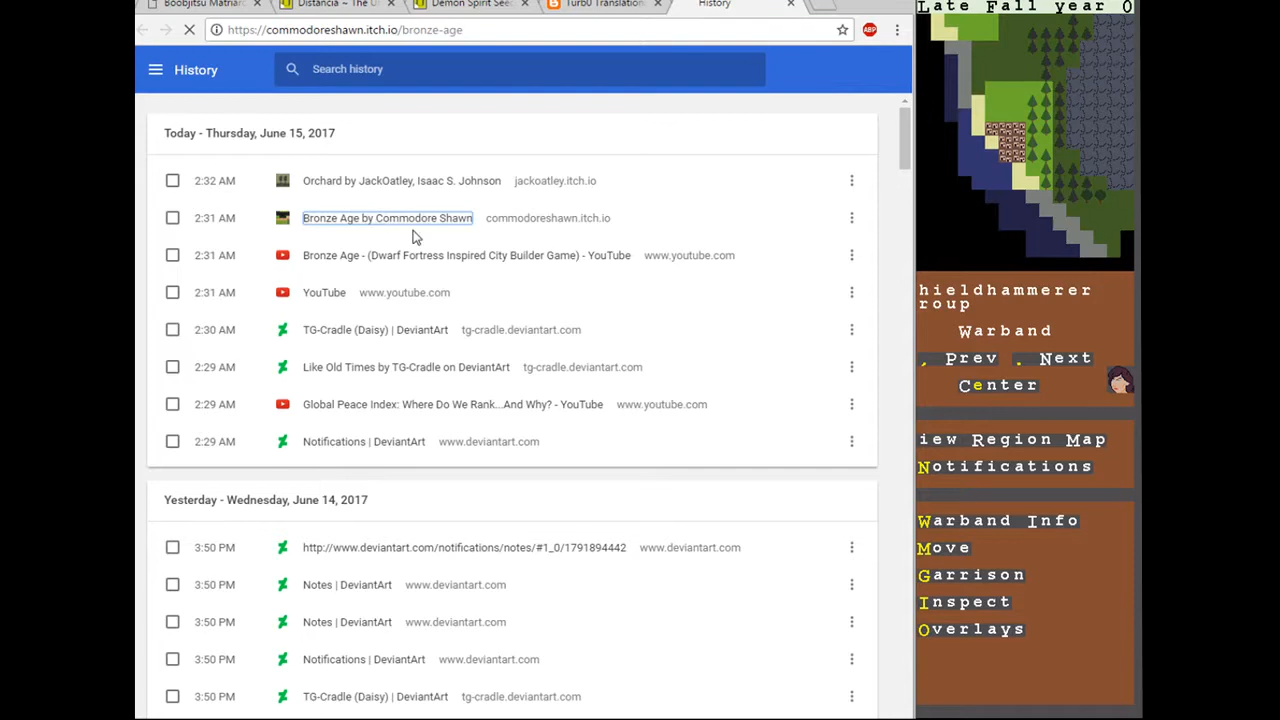 Boobjitsu Matriarc
Distancia ~ The U
Demon Spirit Seed
Turb0 Translation
History
https://commodoreshawn.itch.io/bronze-age
ABP
History
Search history
Today - Thursday, June 15, 2017
2:32 AM Orchard by JackOatley, Isaac S. Johnson jackoatley.itch.io
2:31 AM Bronze Age by Commodore Shawn commodoreshawn.itch.io
2:31 AM Bronze Age - (Dwarf Fortress Inspired City Builder Game) - YouTube www.youtube.com
2:31 AM YouTube www.youtube.com
2:30 AM TG-Cradle (Daisy) | DeviantArt tg-cradle.deviantart.com
2:29 AM Like Old Times by TG-Cradle on DeviantArt tg-cradle.deviantart.com
2:29 AM Global Peace Index: Where Do We Rank...And Why? - YouTube www.youtube.com
2:29 AM Notifications | DeviantArt www.deviantart.com
Yesterday - Wednesday, June 14, 2017
3:50 PM http://www.deviantart.com/notifications/notes/#1_0/1791894442 www.deviantart.com
3:50 PM Notes | DeviantArt www.deviantart.com
3:50 PM Notes | DeviantArt www.deviantart.com
3:50 PM Notifications | DeviantArt www.deviantart.com
3:50 PM TG-Cradle (Daisy) | DeviantArt tg-cradle.deviantart.com
Late Fall year 0
hieldhammerer
roup
Warband
, Prev . Next
Center
iew Region Map
Notifications
Warband Info
Move
Garrison
Inspect
Overlays